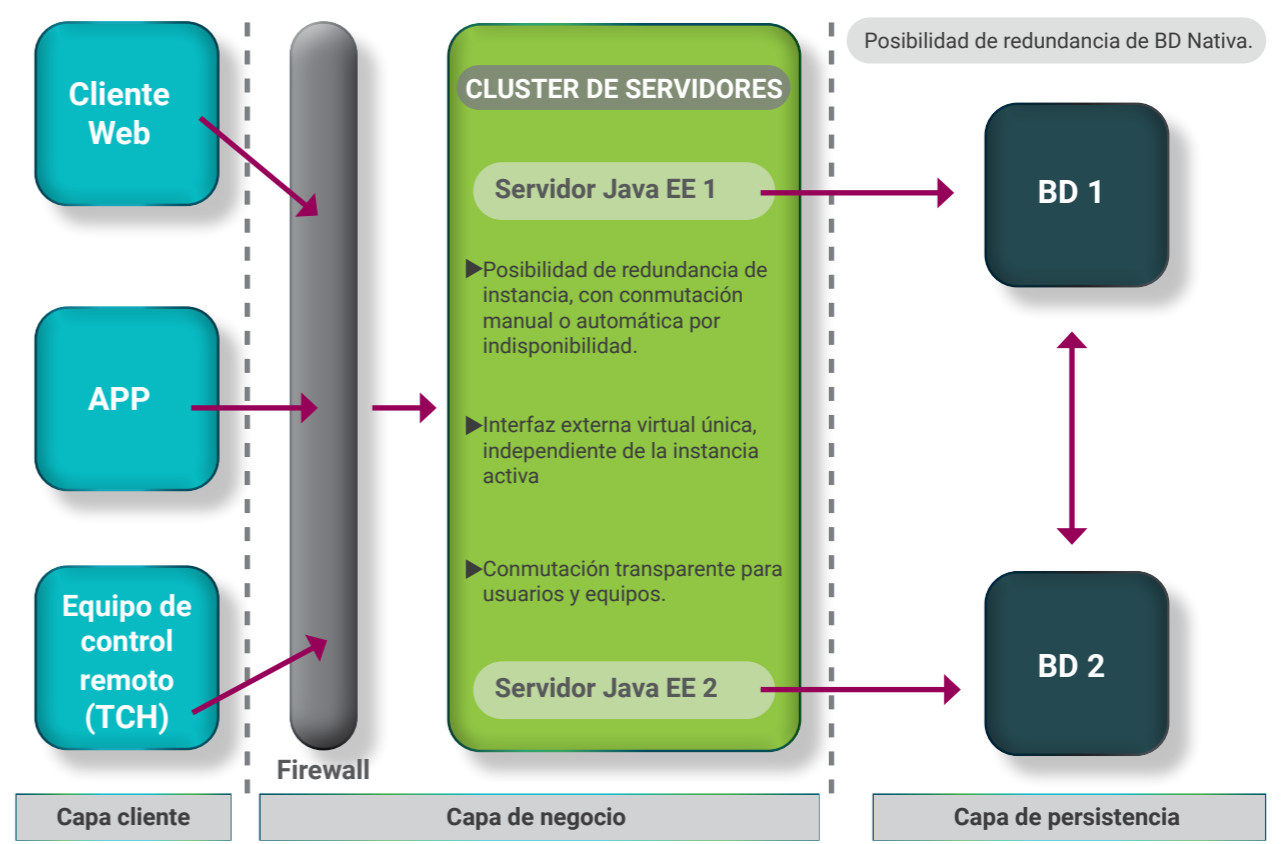 Cliente
Web
APP
Equipo de
control
remoto
(TCH)
Capa cliente
Firewall
CLUSTER DE SERVIDORES
Servidor Java EE 1
▶Posibilidad de redundancia de
instancia, con conmutación
manual o automática por
indisponibilidad.
▶Interfaz externa virtual única,
independiente de la instancia
activa
▶Conmutación transparente para
usuarios y equipos.
Servidor Java EE 2
Capa de negocio
Posibilidad de redundancia de BD Nativa.
BD 1
BD 2
Capa de persistencia